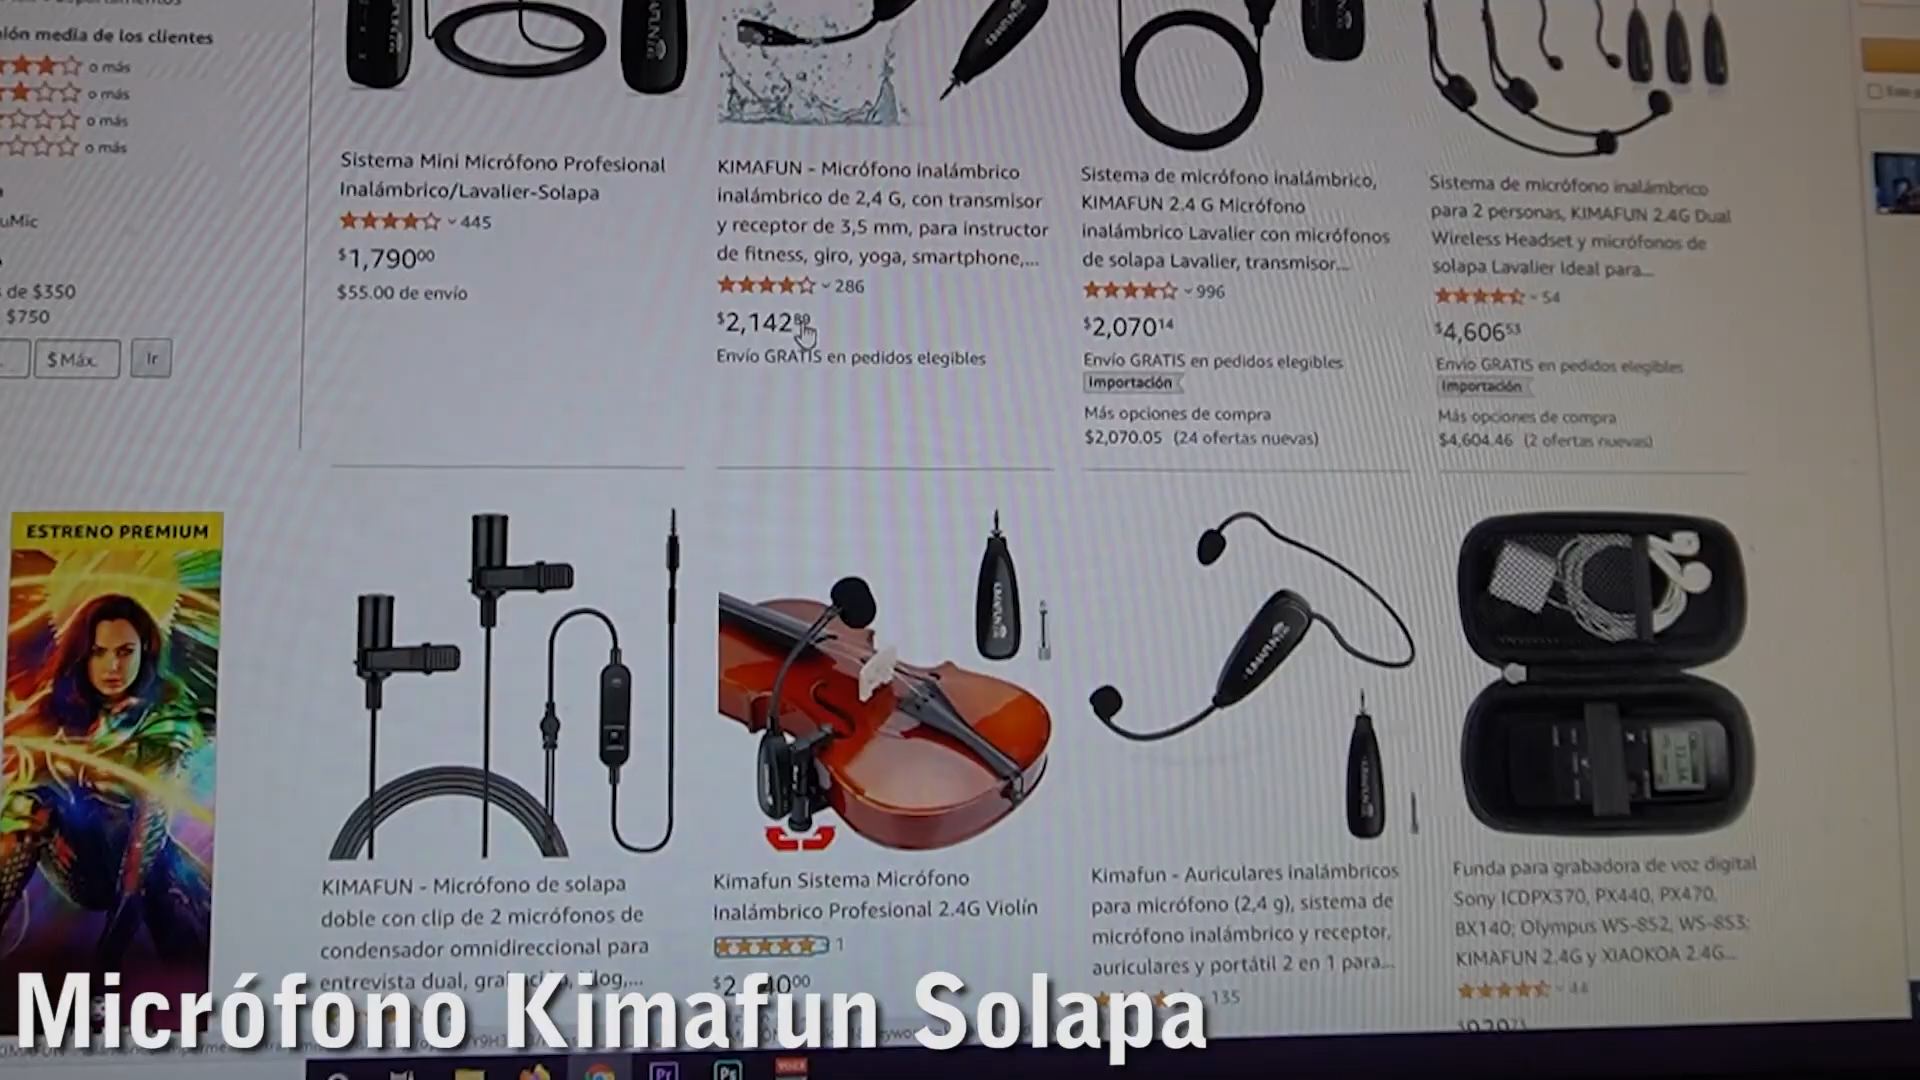 ión media de los clientes
o más
o más
o más
o más
uMic
s de $350
$750
$ Máx.
Ir
ESTRENO PREMIUM
Sistema Mini Micrófono Profesional
Inalámbrico/Lavalier-Solapa
445
$1,790⁰⁰
$55.00 de envío
KIMAFUN - Micrófono inalámbrico
inalámbrico de 2,4 G, con transmisor
y receptor de 3,5 mm, para instructor
de fitness, giro, yoga, smartphone,...
286
$2,142
Envío GRATIS en pedidos elegibles
Sistema de micrófono inalámbrico,
KIMAFUN 2.4 G Micrófono
inalámbrico Lavalier con micrófonos
de solapa Lavalier, transmisor...
996
$2,070¹⁴
Envío GRATIS en pedidos elegibles
Importación
Más opciones de compra
$2,070.05 (24 ofertas nuevas)
Sistema de micrófono inalámbrico
para 2 personas, KIMAFUN 2.4G Dual
Wireless Headset y micrófonos de
solapa Lavalier Ideal para...
54
$4,606⁵³
Envío GRATIS en pedidos elegibles
Importación
Más opciones de compra
$4,604.46 (2 ofertas nuevas)
KIMAFUN - Micrófono de solapa
doble con clip de 2 micrófonos de
condensador omnidireccional para
entrevista dual,
Kimafun Sistema Micrófono
Inalámbrico Profesional 2.4G Violín
1
Kimafun - Auriculares inalámbricos
para micrófono (2,4 g), sistema de
micrófono inalámbrico y receptor,
auriculares y portátil 2 en 1 para...
135
Funda para grabadora de voz digital
Sony ICDPX370, PX440, PX470,
BX140; Olympus WS-852, WS-853;
KIMAFUN 2.4G y XIAOKOA 2.4G...
44
Micrófono Kimafun Solapa
Pr
Ps